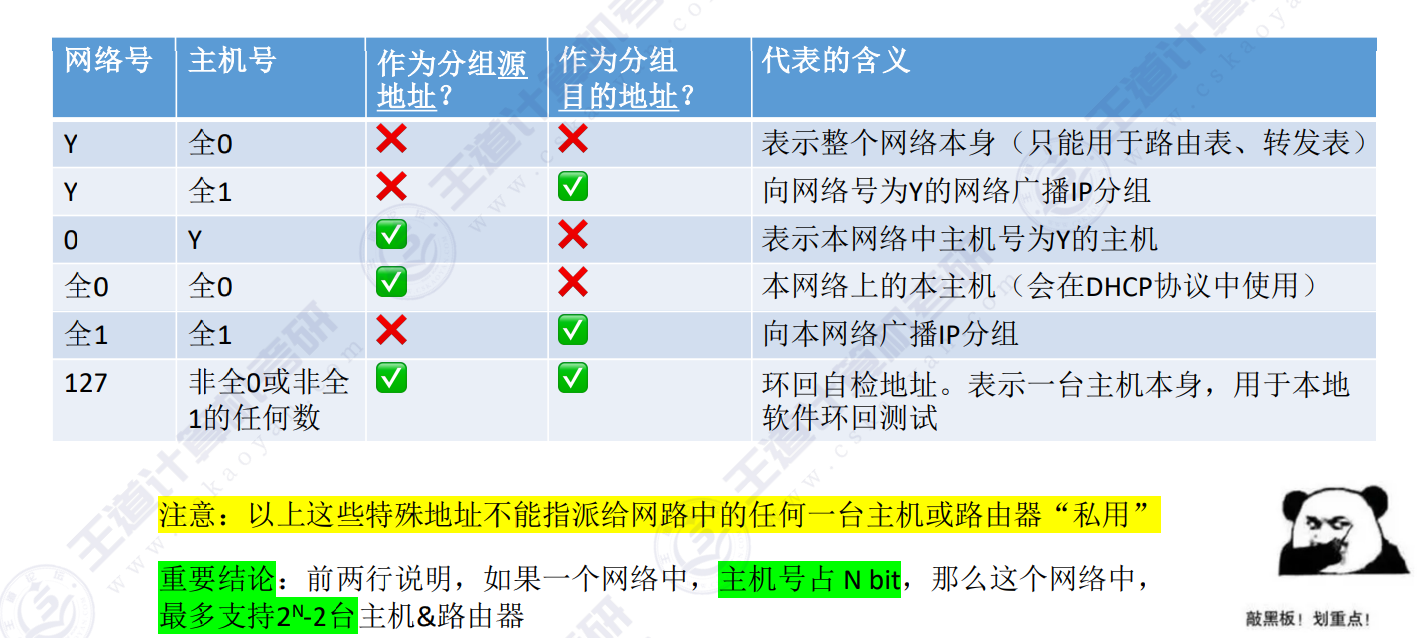 网络号 主机号 作为分组源地址？ 作为分组目的地址？ 代表的含义
Y 全0 ❌ ❌ 表示整个网络本身（只能用于路由表、转发表）
Y 全1 ❌ ✅ 向网络号为Y的网络广播IP分组
0 Y ✅ ❌ 表示本网络中主机号为Y的主机
全0 全0 ✅ ❌ 本网络上的本主机（会在DHCP协议中使用）
全1 全1 ❌ ✅ 向本网络广播IP分组
127 非全0或非全1的任何数 ✅ ✅ 环回自检地址。表示一台主机本身，用于本地
软件环回测试
注意：以上这些特殊地址不能指派给网路中的任何一台主机或路由器“私用”
重要结论：前两行说明，如果一个网络中，主机号占 N bit，那么这个网络中，
最多支持2ᴺ-2台主机&路由器
敲黑板！划重点！
王道计算机考研
www.cskaoyan.com